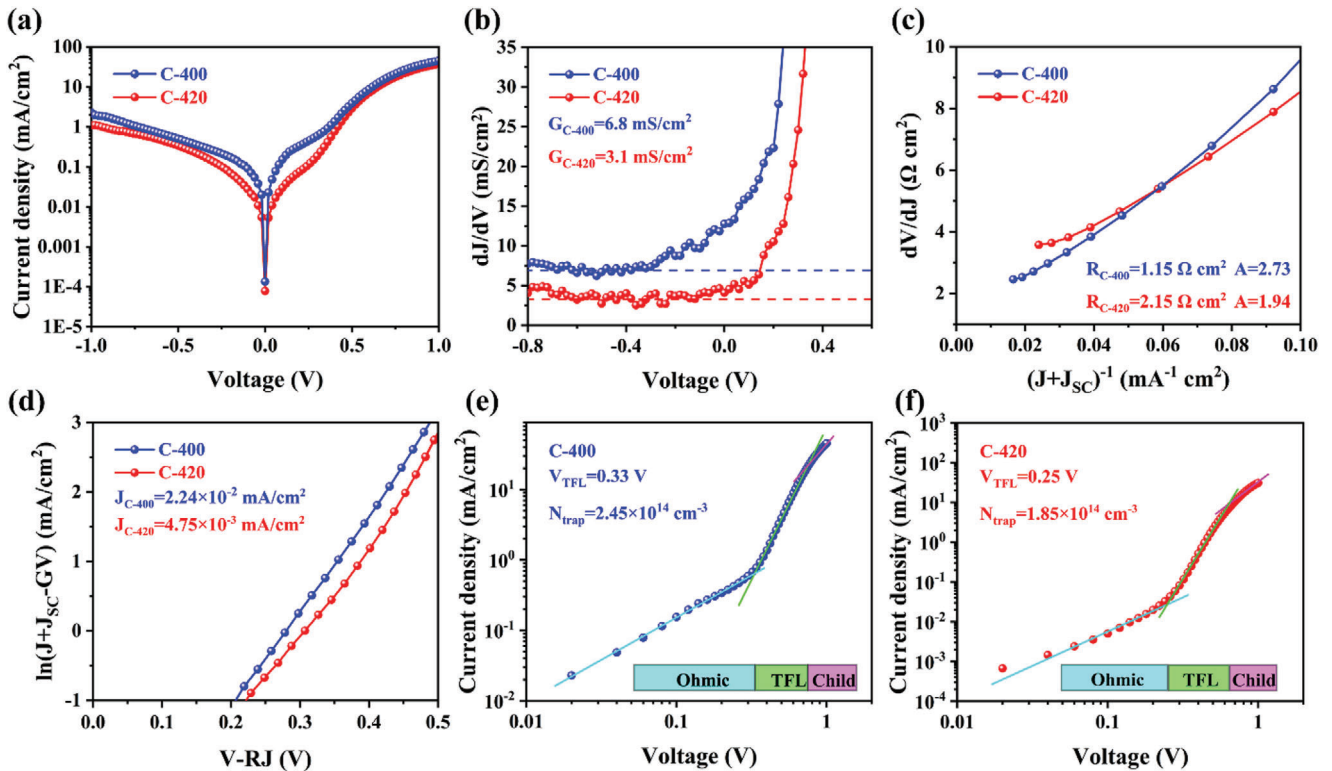 (a)
100
10
1
0.1
0.01
0.001
1E-4
1E-5
Current density (mA/cm²)
C-400
C-420
-1.0
-0.5
0.0
0.5
1.0
Voltage (V)
(b)
35
30
25
20
15
10
5
0
dJ/dV (mS/cm²)
C-400
C-420
G_C-400=6.8 mS/cm²
G_C-420=3.1 mS/cm²
-0.8
-0.4
0.0
0.4
Voltage (V)
(c)
10
8
6
4
2
dV/dJ (Ω cm²)
C-400
C-420
R_C-400=1.15 Ω cm² A=2.73
R_C-420=2.15 Ω cm² A=1.94
0.00
0.02
0.04
0.06
0.08
0.10
(J+J_SC)⁻¹ (mA⁻¹ cm²)
(d)
3
2
1
0
-1
ln(J+J_SC-GV) (mA/cm²)
C-400
C-420
J_C-400=2.24×10⁻² mA/cm²
J_C-420=4.75×10⁻³ mA/cm²
0.0
0.1
0.2
0.3
0.4
0.5
V-RJ (V)
(e)
10¹
10⁰
10⁻¹
10⁻²
Current density (mA/cm²)
C-400
V_TFL=0.33 V
N_trap=2.45×10¹⁴ cm⁻³
Ohmic
TFL
Child
0.01
0.1
1
Voltage (V)
(f)
10⁴
10³
10²
10¹
10⁰
10⁻¹
10⁻²
10⁻³
10⁻⁴
Current density (mA/cm²)
C-420
V_TFL=0.25 V
N_trap=1.85×10¹⁴ cm⁻³
Ohmic
TFL
Child
0.01
0.1
1
Voltage (V)